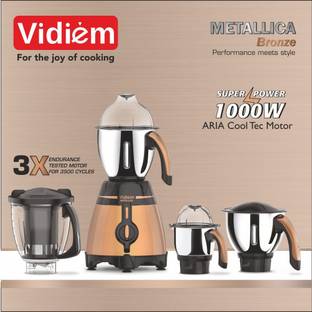 Vidiem
For the joy of cooking
METALLICA
Bronze
Performance meets style
SUPER 4 POWER
1000W
ARIA Cool Tec Motor
3X ENDURANCE
TESTED MOTOR
FOR 3500 CYCLES